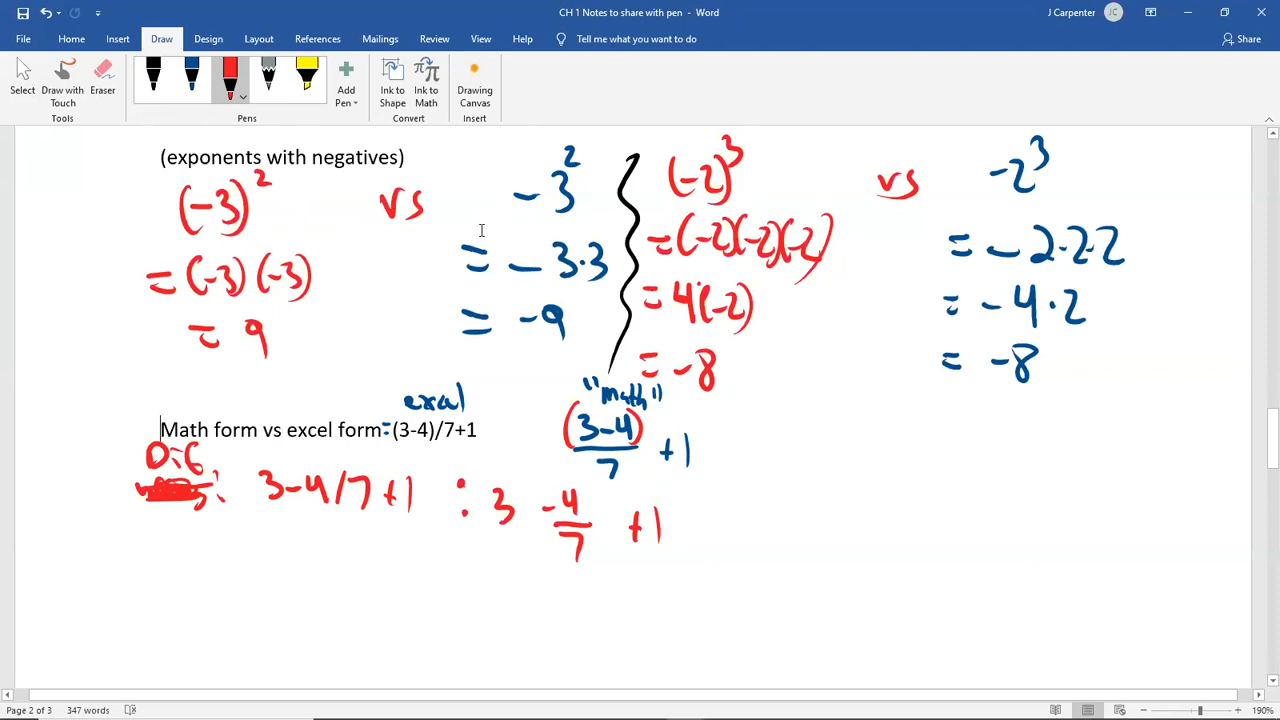 CH 1 Notes to share with pen - Word
J Carpenter JC
File Home Insert Draw Design Layout References Mailings Review View Help Tell me what you want to do Share
Select Draw with Touch Eraser Add Pen Ink to Shape Ink to Math Drawing Canvas
Tools Pens Convert Insert
(exponents with negatives)
(-3)² vs -3²
= (-3)(-3) = -3·3
= 9 = -9
(-2)³ vs -2³
= (-2)(-2)(-2) = -2·2·2
= 4(-2) = -4·2
= -8 = -8
excel "math"
Math form vs excel form=(3-4)/7+1 (3-4)/7 +1
: 3-4/7+1 : 3 -4/7 +1
Page 2 of 3 347 words 190%